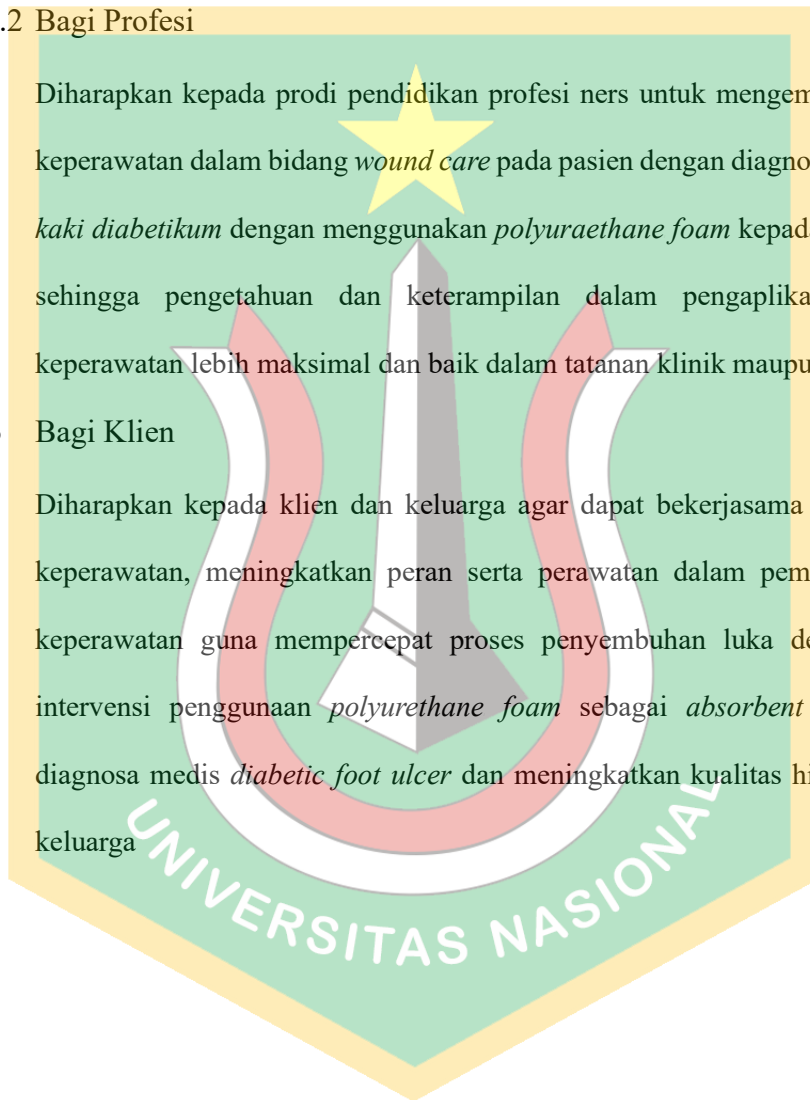 .2 Bagi Profesi
Diharapkan kepada prodi pendidikan profesi ners untuk mengem
keperawatan dalam bidang wound care pada pasien dengan diagno
kaki diabetikum dengan menggunakan polyuraethane foam kepad
sehingga pengetahuan dan keterampilan dalam pengaplika
keperawatan lebih maksimal dan baik dalam tatanan klinik maupu
Bagi Klien
Diharapkan kepada klien dan keluarga agar dapat bekerjasama
keperawatan, meningkatkan peran serta perawatan dalam pem
keperawatan guna mempercepat proses penyembuhan luka de
intervensi penggunaan polyurethane foam sebagai absorbent
diagnosa medis diabetic foot ulcer dan meningkatkan kualitas hi
keluarga
UNIVERSITAS NASIONAL